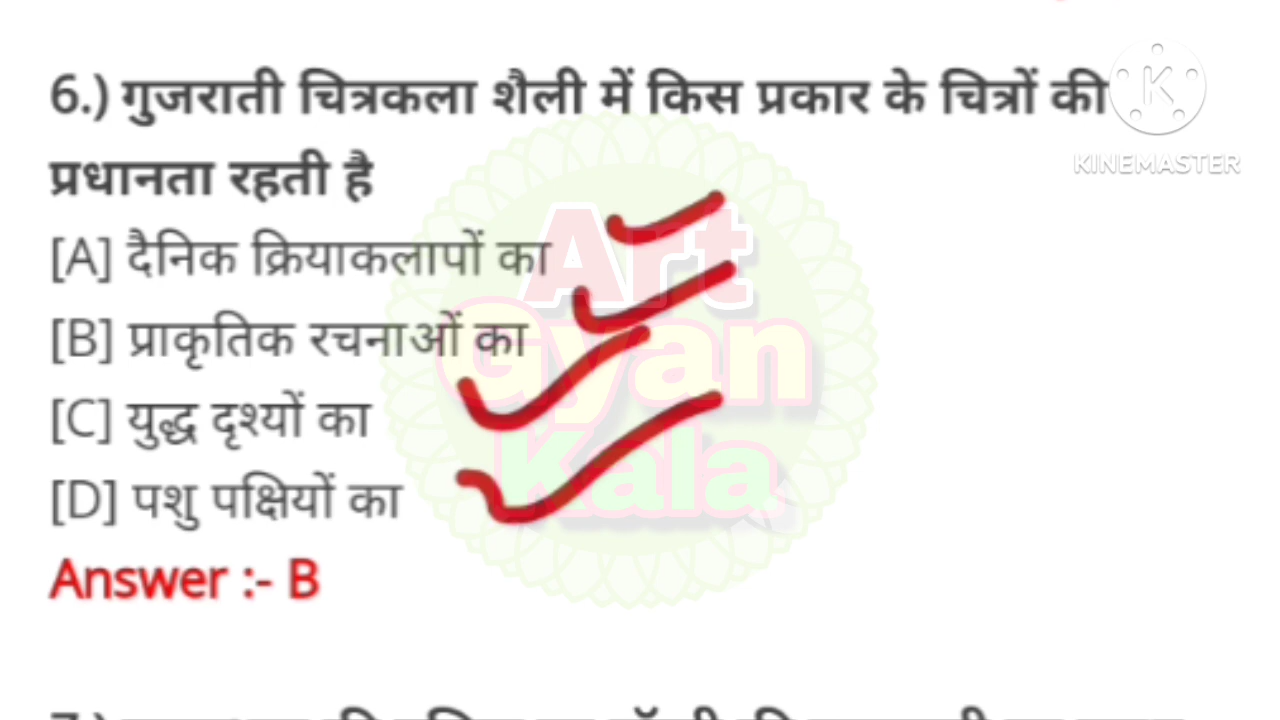 6.) गुजराती चित्रकला शैली में किस प्रकार के चित्रों की
KINEMASTER
प्रधानता रहती है
[A] दैनिक क्रियाकलापों का
[B] प्राकृतिक रचनाओं का
[C] युद्ध दृश्यों का
[D] पशु पक्षियों का
Answer :- B
Art
Gyan
Kala